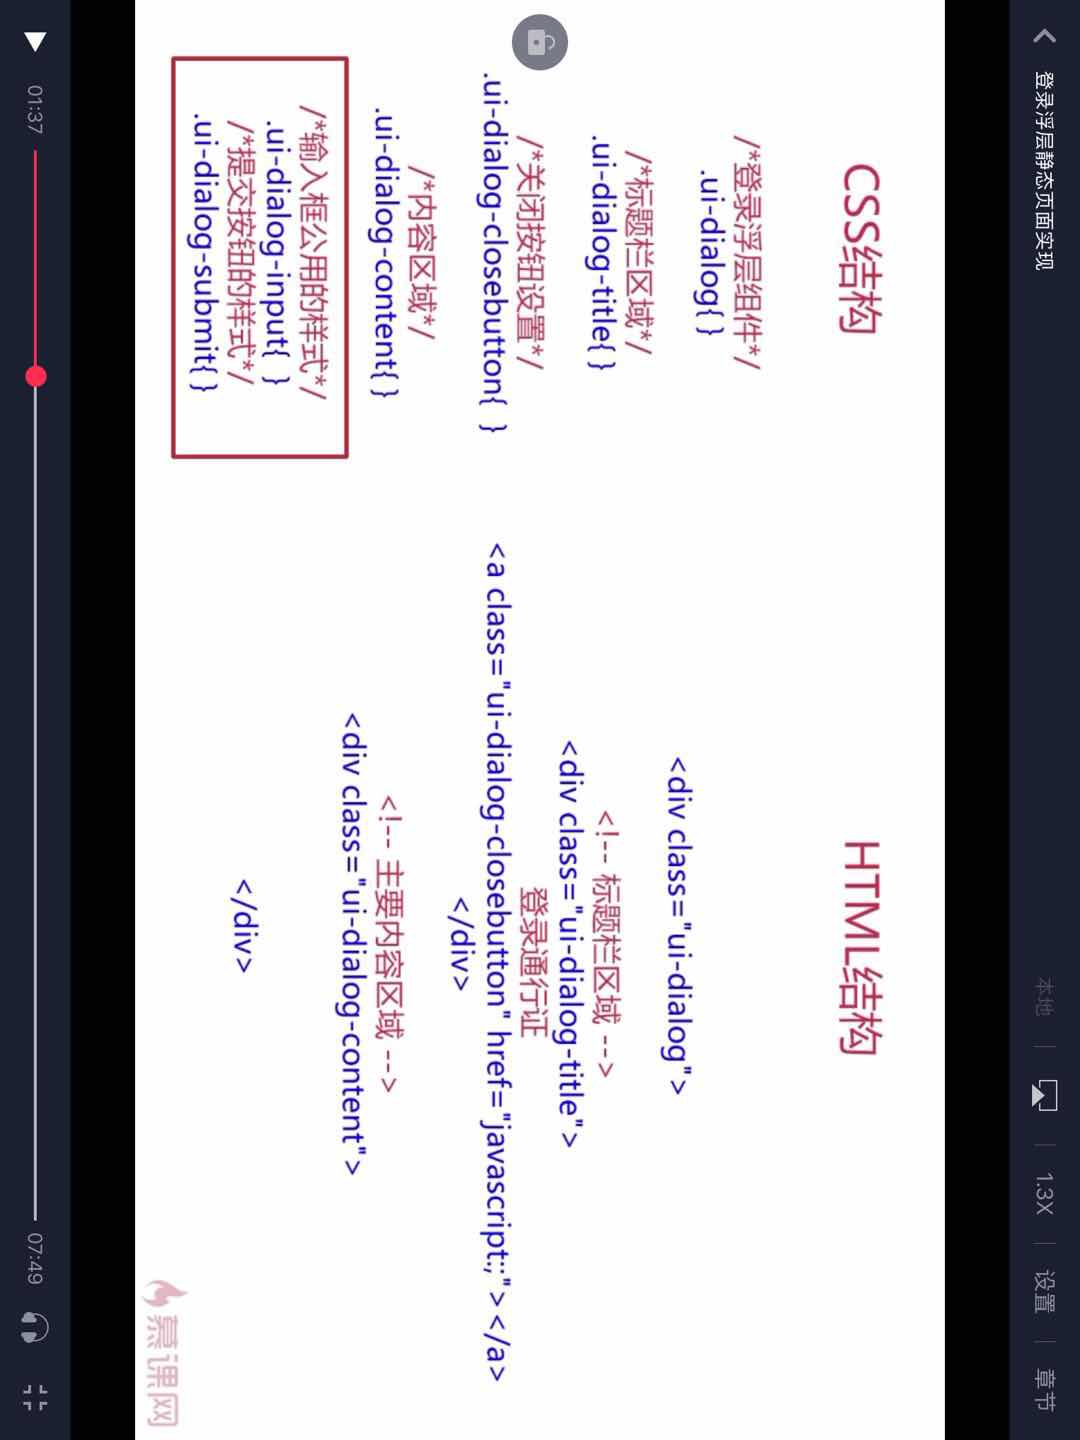 登录浮层静态页面实现
本地
1.3X
设置
章节
CSS结构
/*登录浮层组件*/
.ui-dialog{ }
/*标题栏区域*/
.ui-dialog-title{ }
/*关闭按钮设置*/
.ui-dialog-closebutton{ }
/*内容区域*/
.ui-dialog-content{ }
/*输入框公用的样式*/
.ui-dialog-input{ }
/*提交按钮的样式*/
.ui-dialog-submit{ }
HTML结构
<div class="ui-dialog">
<!-- 标题栏区域 -->
<div class="ui-dialog-title">
登录通行证
<a class="ui-dialog-closebutton" href="javascript:;"> </a>
</div>
<!-- 主要内容区域 -->
<div class="ui-dialog-content">
</div>
慕课网
01:37
07:49